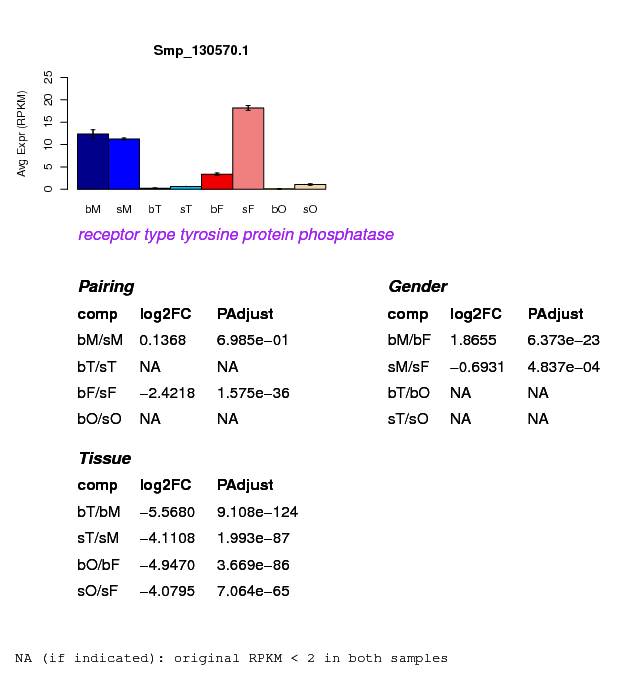 Smp_130570.1
Avg Expr (RPKM)
25
20
15
10
5
0
bM sM bT sT bF sF bO sO
receptor type tyrosine protein phosphatase
Pairing
comp log2FC PAdjust
bM/sM 0.1368 6.985e−01
bT/sT NA NA
bF/sF −2.4218 1.575e−36
bO/sO NA NA
Gender
comp log2FC PAdjust
bM/bF 1.8655 6.373e−23
sM/sF −0.6931 4.837e−04
bT/bO NA NA
sT/sO NA NA
Tissue
comp log2FC PAdjust
bT/bM −5.5680 9.108e−124
sT/sM −4.1108 1.993e−87
bO/bF −4.9470 3.669e−86
sO/sF −4.0795 7.064e−65
NA (if indicated): original RPKM < 2 in both samples